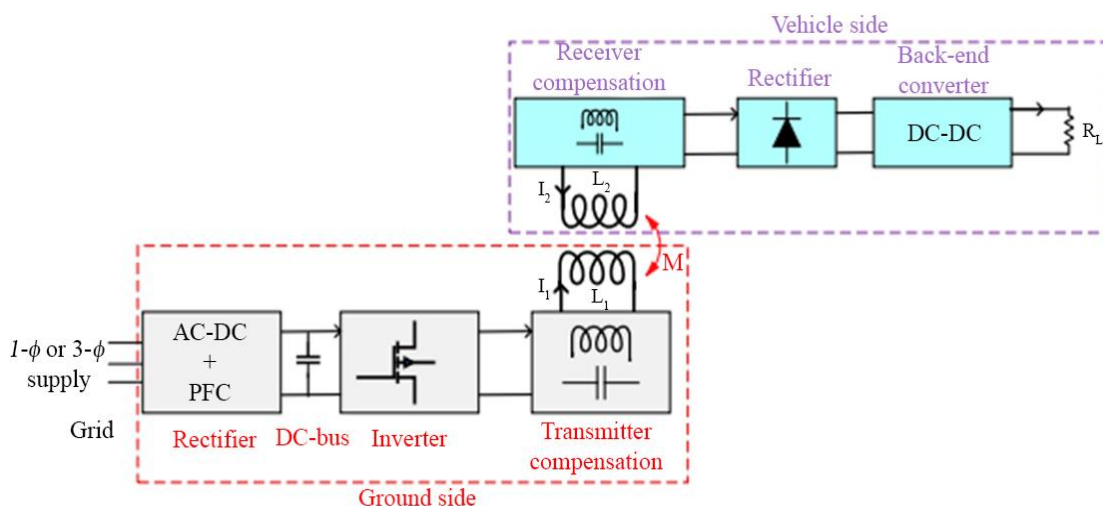 Vehicle side
Receiver
compensation
Rectifier
Back-end
converter
DC-DC
R_L
I_2
L_2
M
I_1
L_1
1-ϕ or 3-ϕ
supply
Grid
AC-DC
+
PFC
Rectifier
DC-bus
Inverter
Transmitter
compensation
Ground side